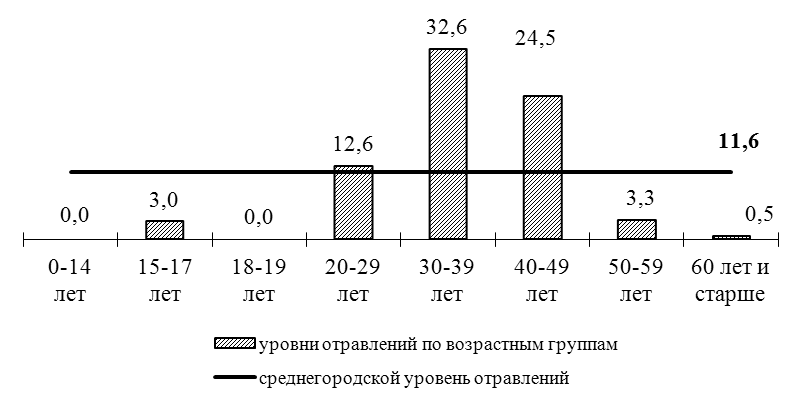 32,6
24,5
12,6
11,6
3,0
0,0
0,0
3,3
0,5
0-14 15-17 18-19 20-29 30-39 40-49 50-59 60 лет и
лет лет лет лет лет лет лет старше
уровни отравлений по возрастным группам
среднегородской уровень отравлений